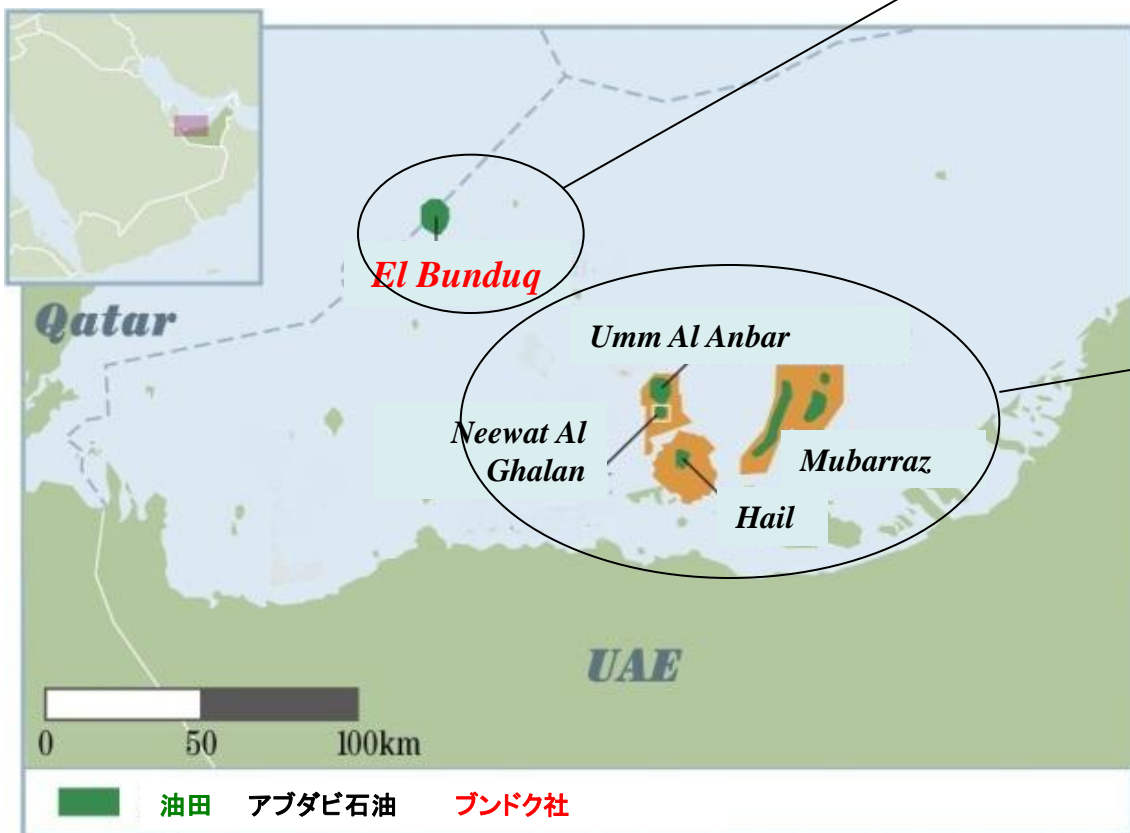 El Bunduq
Qatar
Umm Al Anbar
Neewat Al
Ghalan
Mubarraz
Hail
UAE
0 50 100km
油田 アブダビ石油 ブンドク社